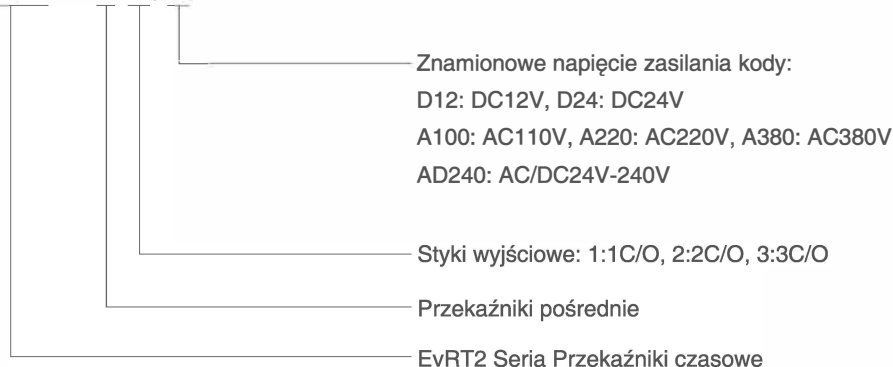 Znamionowe napięcie zasilania kody:
D12: DC12V, D24: DC24V
A100: AC110V, A220: AC220V, A380: AC380V
AD240: AC/DC24V-240V
Styki wyjściowe: 1:1C/O, 2:2C/O, 3:3C/O
Przekaźniki pośrednie
EvRT2 Seria Przekaźniki czasowe